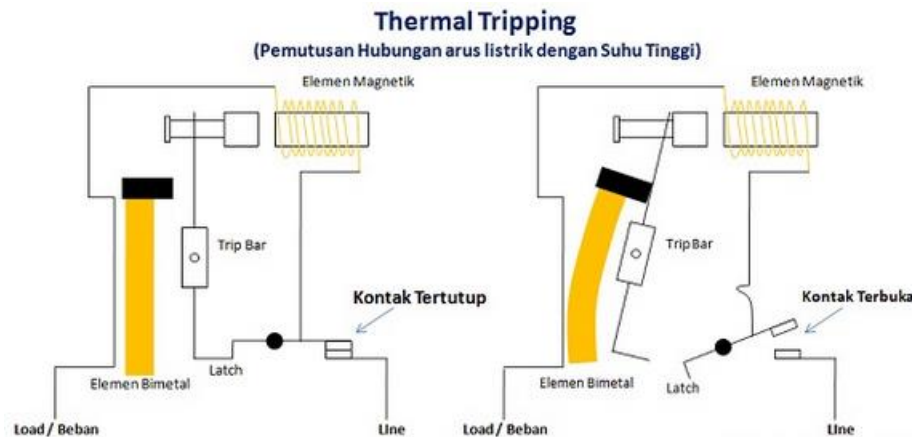 Thermal Tripping
(Pemutusan Hubungan arus listrik dengan Suhu Tinggi)
Elemen Magnetik
Trip Bar
Kontak Tertutup
Latch
Elemen Bimetal
Load / Beban
Line
Elemen Magnetik
Trip Bar
Kontak Terbuka
Elemen Bimetal
Latch
Load / Beban
Line